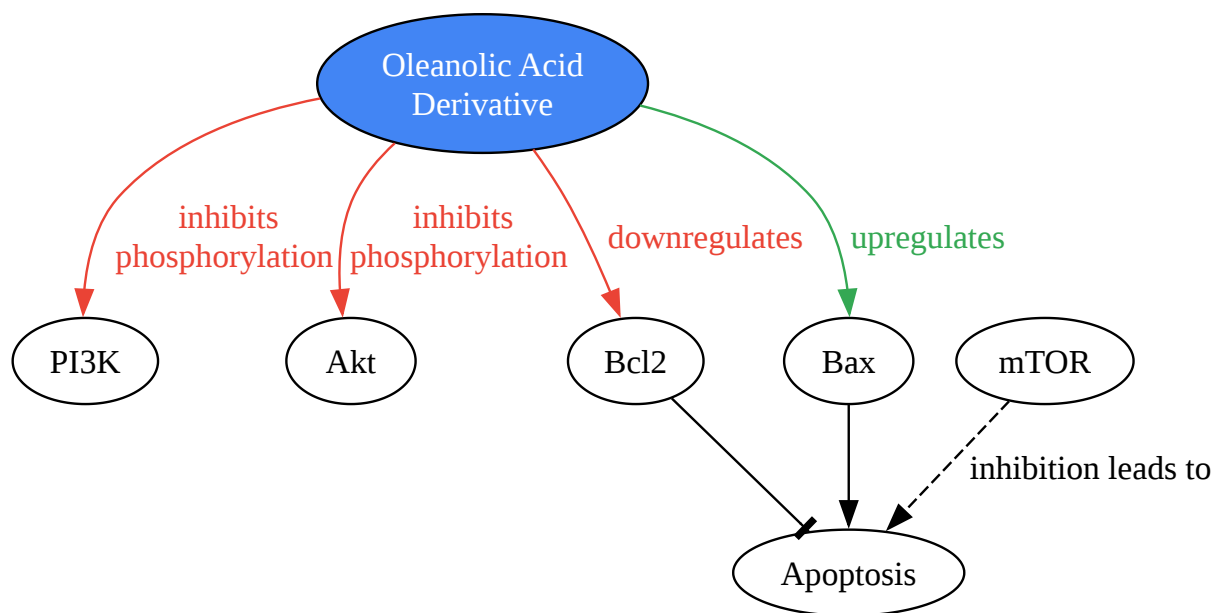 Oleanolic Acid
Derivative
inhibits
phosphorylation
inhibits
phosphorylation
downregulates
upregulates
PI3K
Akt
Bcl2
Bax
mTOR
inhibition leads to
Apoptosis